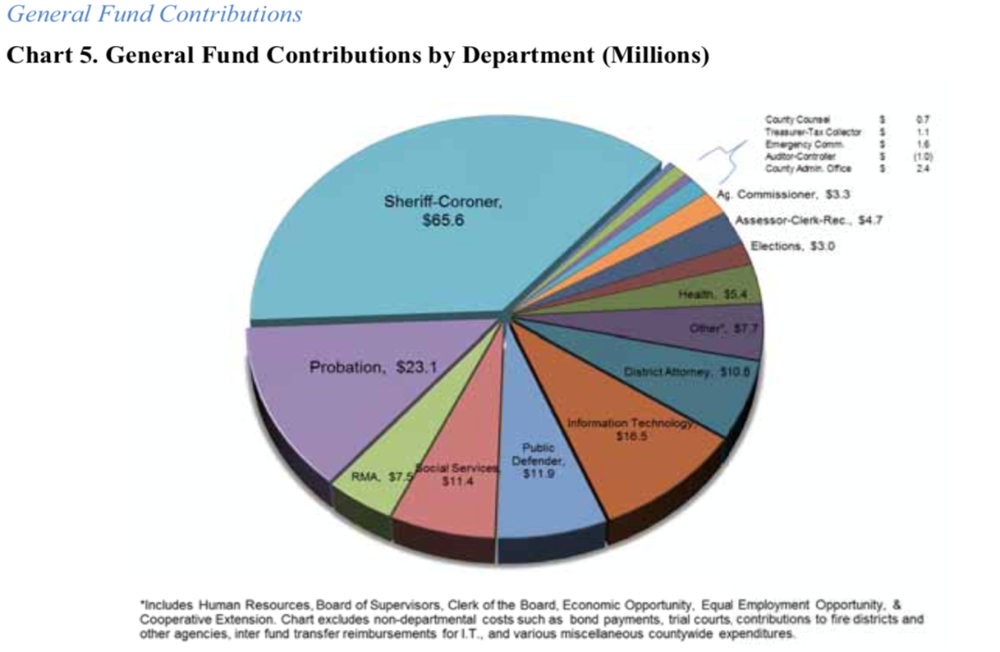 General Fund Contributions
Chart 5. General Fund Contributions by Department (Millions)
County Counsel $ 0.7
Treasurer-Tax Collector $ 1.1
Emergency Comm. $ 1.6
Auditor-Controller $ (1.0)
County Admin. Office $ 2.4
Ag. Commissioner, $3.3
Assessor-Clerk-Rec., $4.7
Elections, $3.0
Health, $5.4
Other*, $7.7
District Attorney, $10.8
Information Technology,
$16.5
Public
Defender,
$11.9
Social Services,
$11.4
RMA, $7.5
Probation, $23.1
Sheriff-Coroner,
$65.6
*Includes Human Resources, Board of Supervisors, Clerk of the Board, Economic Opportunity, Equal Employment Opportunity, &
Cooperative Extension. Chart excludes non-departmental costs such as bond payments, trial courts, contributions to fire districts and
other agencies, inter fund transfer reimbursements for I.T., and various miscellaneous countywide expenditures.